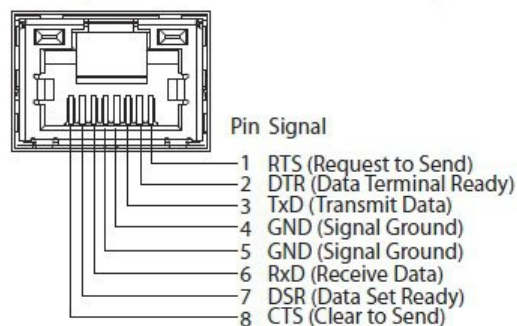 Pin Signal
1 RTS (Request to Send)
2 DTR (Data Terminal Ready)
3 TxD (Transmit Data)
4 GND (Signal Ground)
5 GND (Signal Ground)
6 RxD (Receive Data)
7 DSR (Data Set Ready)
8 CTS (Clear to Send)